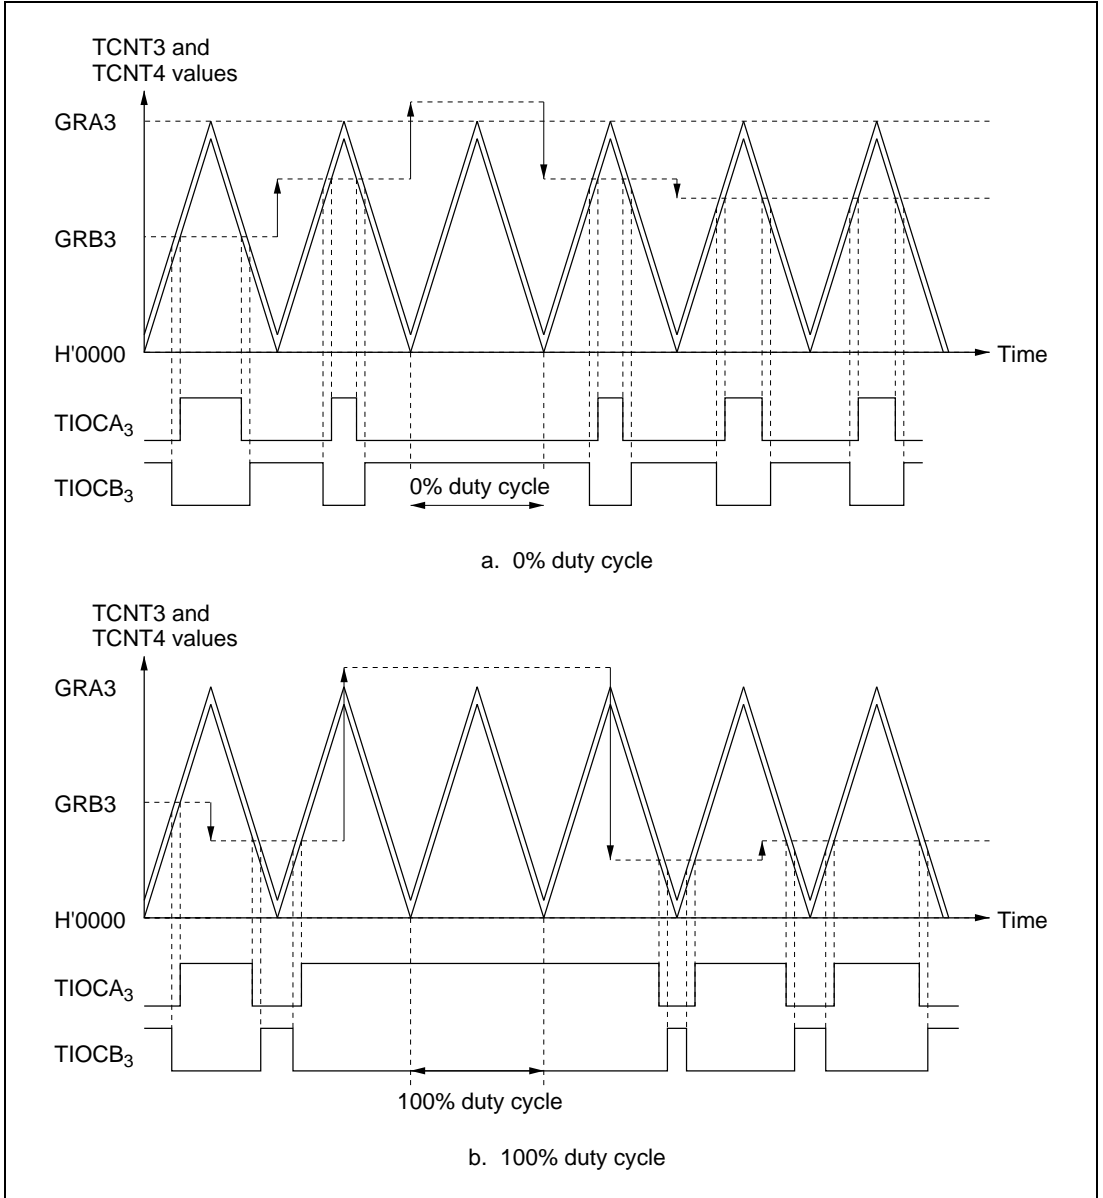 TCNT3 and
TCNT4 values
GRA3
GRB3
H'0000
Time
TIOCA3
TIOCB3
0% duty cycle
a. 0% duty cycle
TCNT3 and
TCNT4 values
GRA3
GRB3
H'0000
Time
TIOCA3
TIOCB3
100% duty cycle
b. 100% duty cycle